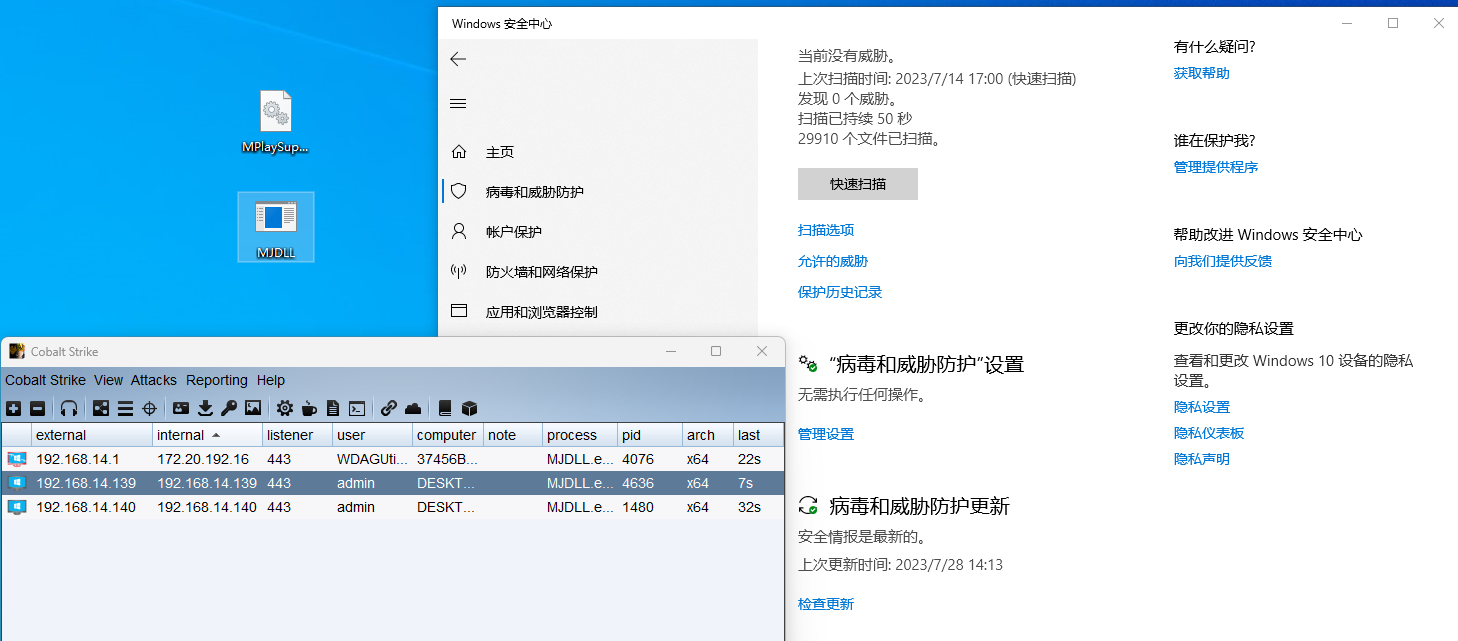 MPlaySup...
MJDLL
Windows 安全中心
主页
病毒和威胁防护
帐户保护
防火墙和网络保护
应用和浏览器控制
当前没有威胁。
上次扫描时间: 2023/7/14 17:00 (快速扫描)
发现 0 个威胁。
扫描已持续 50 秒
29910 个文件已扫描。
快速扫描
扫描选项
允许的威胁
保护历史记录
“病毒和威胁防护”设置
无需执行任何操作。
管理设置
病毒和威胁防护更新
安全情报是最新的。
上次更新时间: 2023/7/28 14:13
检查更新
有什么疑问?
获取帮助
谁在保护我?
管理提供程序
帮助改进 Windows 安全中心
向我们提供反馈
更改你的隐私设置
查看和更改 Windows 10 设备的隐私
设置。
隐私设置
隐私仪表板
隐私声明
Cobalt Strike
Cobalt Strike View Attacks Reporting Help
external internal listener user computer note process pid arch last
192.168.14.1 172.20.192.16 443 WDAGUti... 37456B... MJDLL.e... 4076 x64 22s
192.168.14.139 192.168.14.139 443 admin DESKT... MJDLL.e... 4636 x64 7s
192.168.14.140 192.168.14.140 443 admin DESKT... MJDLL.e... 1480 x64 32s